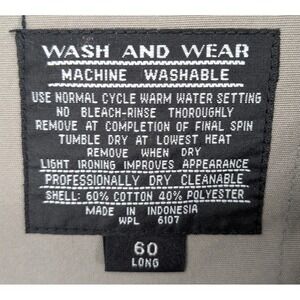 WASH AND WEAR
MACHINE WASHABLE
USE NORMAL CYCLE WARM WATER SETTING
NO BLEACH-RINSE THOROUGHLY
REMOVE AT COMPLETION OF FINAL SPIN
TUMBLE DRY AT LOWEST HEAT
REMOVE WHEN DRY
LIGHT IRONING IMPROVES APPEARANCE
PROFESSIONALLY DRY CLEANABLE
SHELL: 60% COTTON 40% POLYESTER
MADE IN INDONESIA
WPL 6107
60
LONG